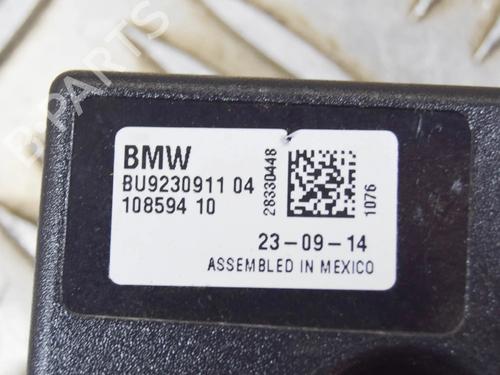 BMW
BU9230911 04
108594 10
28330448
1076
23-09-14
ASSEMBLED IN MEXICO
B-PARTS